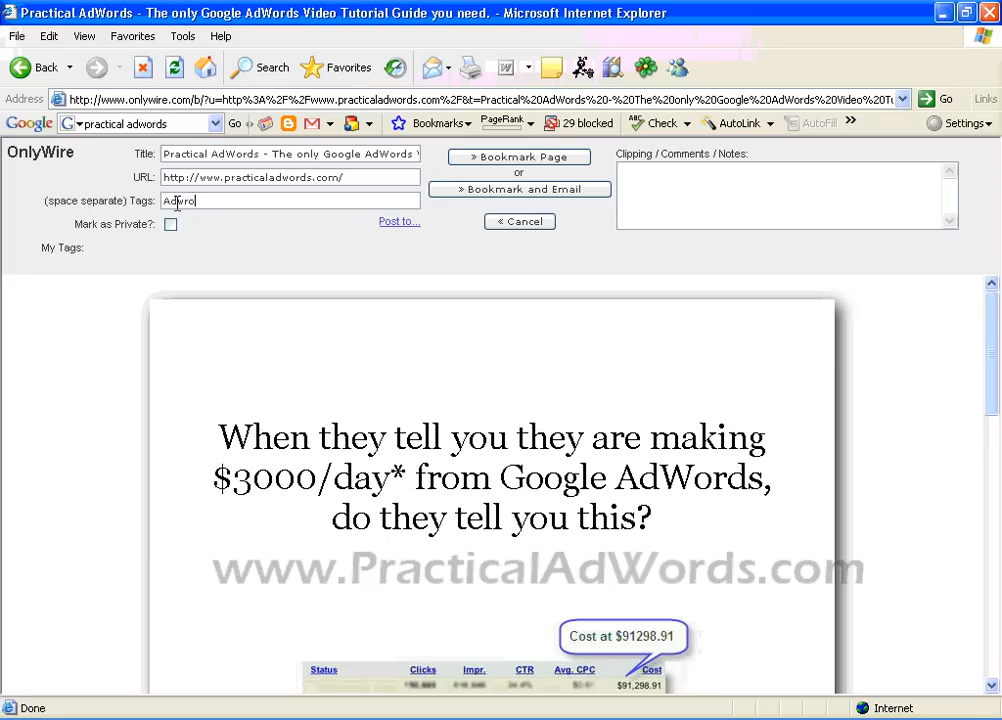 Practical AdWords - The only Google AdWords Video Tutorial Guide you need. - Microsoft Internet Explorer
File Edit View Favorites Tools Help
Back Search Favorites
Address http://www.onlywire.com/b/?u=http%3A%2F%2Fwww.practicaladwords.com%2F&t=Practical%20AdWords%20-%20The%20only%20Google%20AdWords%20Video%20Tu Go Links
Google G practical adwords Go Bookmarks PageRank 29 blocked ABC Check AutoLink AutoFill >> Settings
OnlyWire Title: Practical AdWords - The only Google AdWords » Bookmark Page Clipping / Comments / Notes:
URL: http://www.practicaladwords.com/ or
» Bookmark and Email
(space separate) Tags: Adwro
Mark as Private?: Post to... « Cancel
My Tags:
When they tell you they are making
$3000/day* from Google AdWords,
do they tell you this?
www.PracticalAdWords.com
Cost at $91298.91
Status Clicks Impr. CTR Avg. CPC Cost
$91,298.91
Done Internet